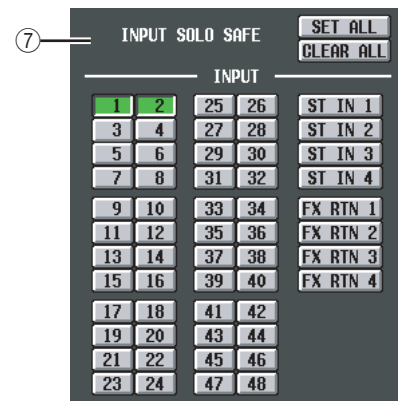 7
INPUT SOLO SAFE
SET ALL
CLEAR ALL
INPUT
1 2 25 26 ST IN 1
3 4 27 28 ST IN 2
5 6 29 30 ST IN 3
7 8 31 32 ST IN 4
9 10 33 34 FX RTN 1
11 12 35 36 FX RTN 2
13 14 37 38 FX RTN 3
15 16 39 40 FX RTN 4
17 18 41 42
19 20 43 44
21 22 45 46
23 24 47 48